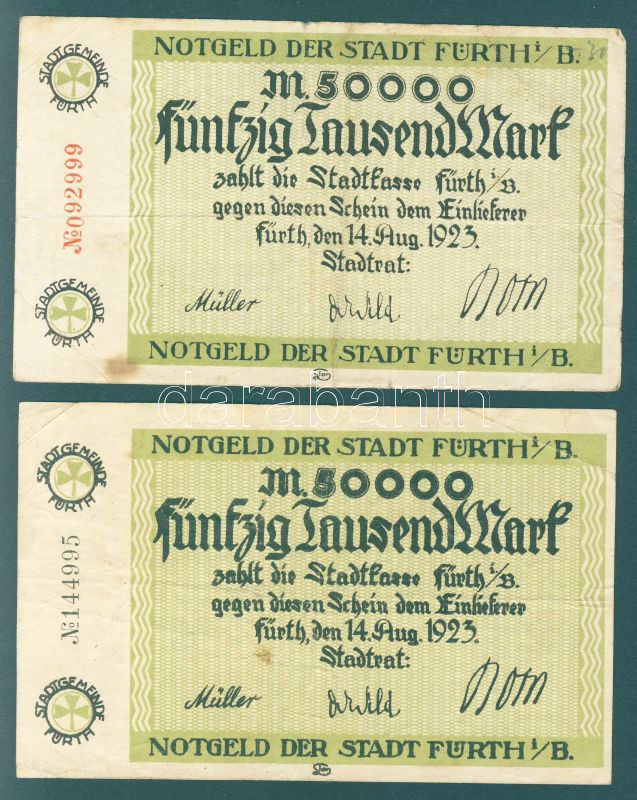 NOTGELD DER STADT FÜRTH i/B.
STADTGEMEINDE FÜRTH
M. 50000
Fünfzig Tausend Mark
zahlt die Stadtkasse Fürth i/B.
gegen diesen Schein dem Einlieferer
Fürth, den 14. Aug. 1923.
Stadtrat:
№092999
Müller
STADTGEMEINDE FÜRTH
NOTGELD DER STADT FÜRTH i/B.
darabanth
NOTGELD DER STADT FÜRTH i/B.
STADTGEMEINDE FÜRTH
M. 50000
Fünfzig Tausend Mark
zahlt die Stadtkasse Fürth i/B.
gegen diesen Schein dem Einlieferer
Fürth, den 14. Aug. 1923.
Stadtrat:
№144995
Müller
STADTGEMEINDE FÜRTH
NOTGELD DER STADT FÜRTH i/B.